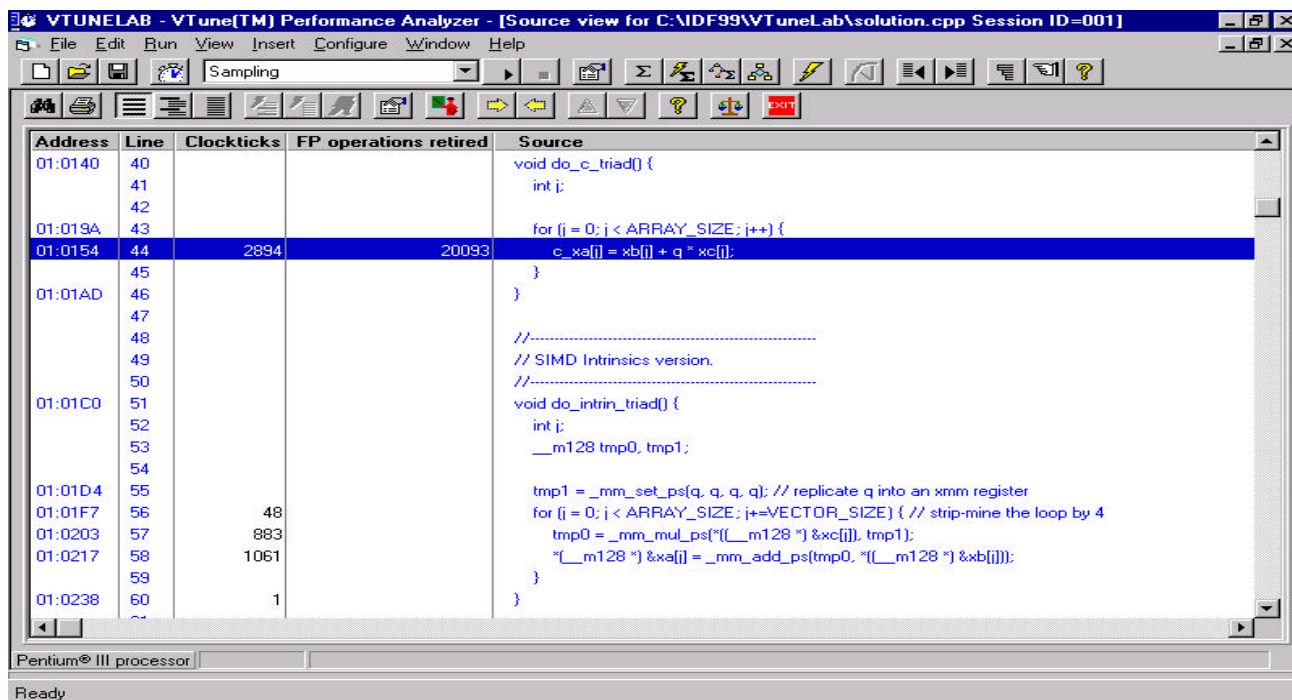 VTUNELAB - VTune(TM) Performance Analyzer - [Source view for C:\IDF99\VTuneLab\solution.cpp Session ID=001]
File Edit Run View Insert Configure Window Help
Sampling
EXIT
Address Line Clockticks FP operations retired Source
01:0140 40 void do_c_triad() {
41 int j;
42
01:019A 43 for (j = 0; j < ARRAY_SIZE; j++) {
01:0154 44 2894 20093 c_xa[j] = xb[j] + q * xc[j];
45 }
01:01AD 46 }
47
48 //----------------------------------------------------------
49 // SIMD Intrinsics version.
50 //----------------------------------------------------------
01:01C0 51 void do_intrin_triad() {
52 int j;
53 __m128 tmp0, tmp1;
54
01:01D4 55 tmp1 = _mm_set_ps(q, q, q, q); // replicate q into an xmm register
01:01F7 56 48 for (j = 0; j < ARRAY_SIZE; j+=VECTOR_SIZE) { // strip-mine the loop by 4
01:0203 57 883 tmp0 = _mm_mul_ps(*((__m128 *) &xc[j]), tmp1);
01:0217 58 1061 *(__m128 *) &xa[j] = _mm_add_ps(tmp0, *((__m128 *) &xb[j]));
59 }
01:0238 60 1 }
Pentium® III processor
Ready